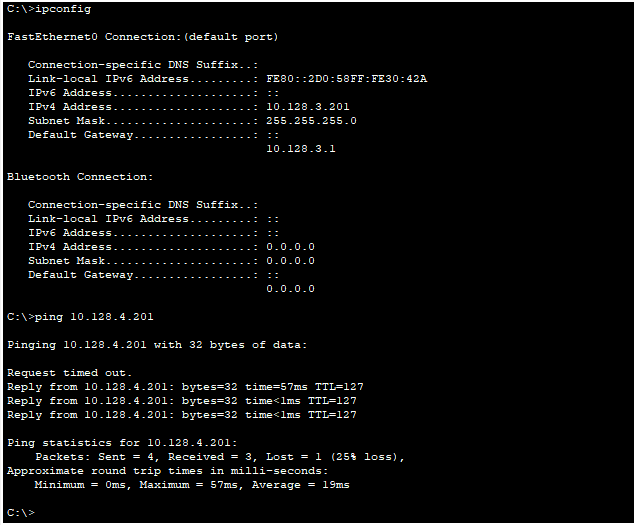 C:\>ipconfig
FastEthernet0 Connection:(default port)
Connection-specific DNS Suffix..:
Link-local IPv6 Address.........: FE80::2D0:58FF:FE30:42A
IPv6 Address....................: ::
IPv4 Address....................: 10.128.3.201
Subnet Mask.....................: 255.255.255.0
Default Gateway.................: ::
10.128.3.1
Bluetooth Connection:
Connection-specific DNS Suffix..:
Link-local IPv6 Address.........: ::
IPv6 Address....................: ::
IPv4 Address....................: 0.0.0.0
Subnet Mask.....................: 0.0.0.0
Default Gateway.................: ::
0.0.0.0
C:\>ping 10.128.4.201
Pinging 10.128.4.201 with 32 bytes of data:
Request timed out.
Reply from 10.128.4.201: bytes=32 time=57ms TTL=127
Reply from 10.128.4.201: bytes=32 time<1ms TTL=127
Reply from 10.128.4.201: bytes=32 time<1ms TTL=127
Ping statistics for 10.128.4.201:
Packets: Sent = 4, Received = 3, Lost = 1 (25% loss),
Approximate round trip times in milli-seconds:
Minimum = 0ms, Maximum = 57ms, Average = 19ms
C:\>